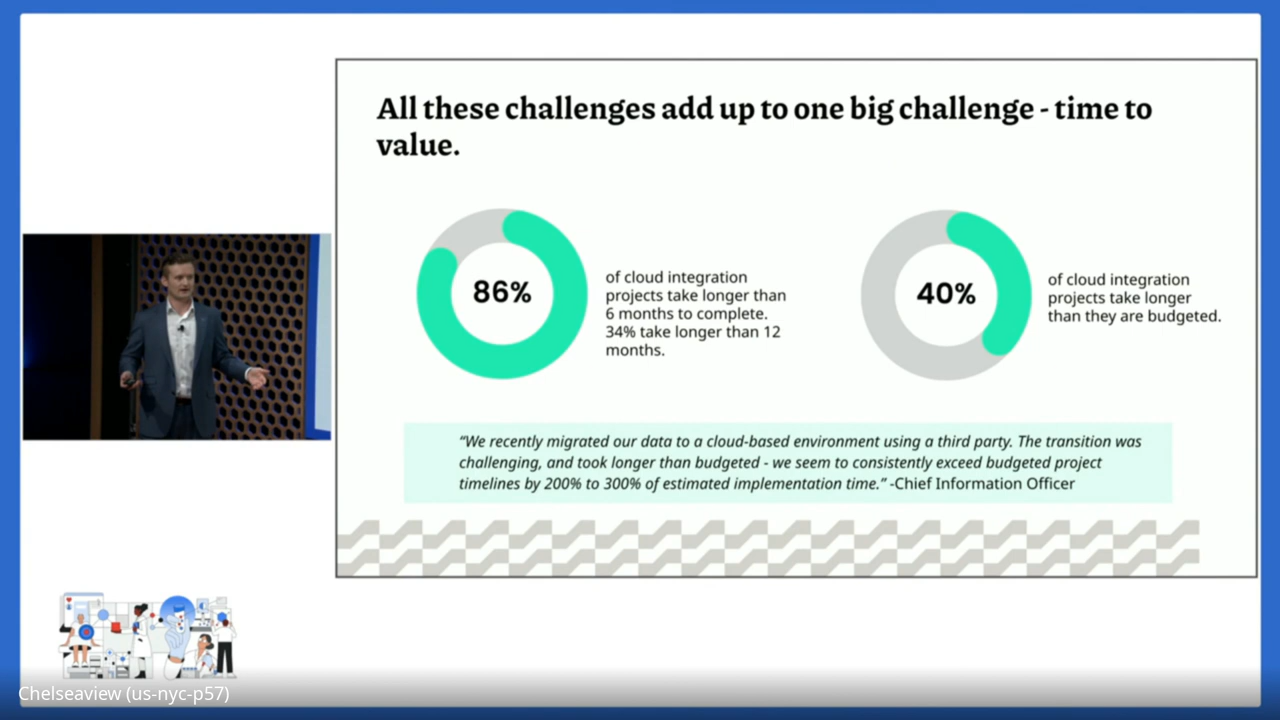 All these challenges add up to one big challenge - time to
value.
86%
of cloud integration
projects take longer than
6 months to complete.
34% take longer than 12
months.
40%
of cloud integration
projects take longer
than they are budgeted.
“We recently migrated our data to a cloud-based environment using a third party. The transition was
challenging, and took longer than budgeted - we seem to consistently exceed budgeted project
timelines by 200% to 300% of estimated implementation time.” -Chief Information Officer
Chelseaview (us-nyc-p57)